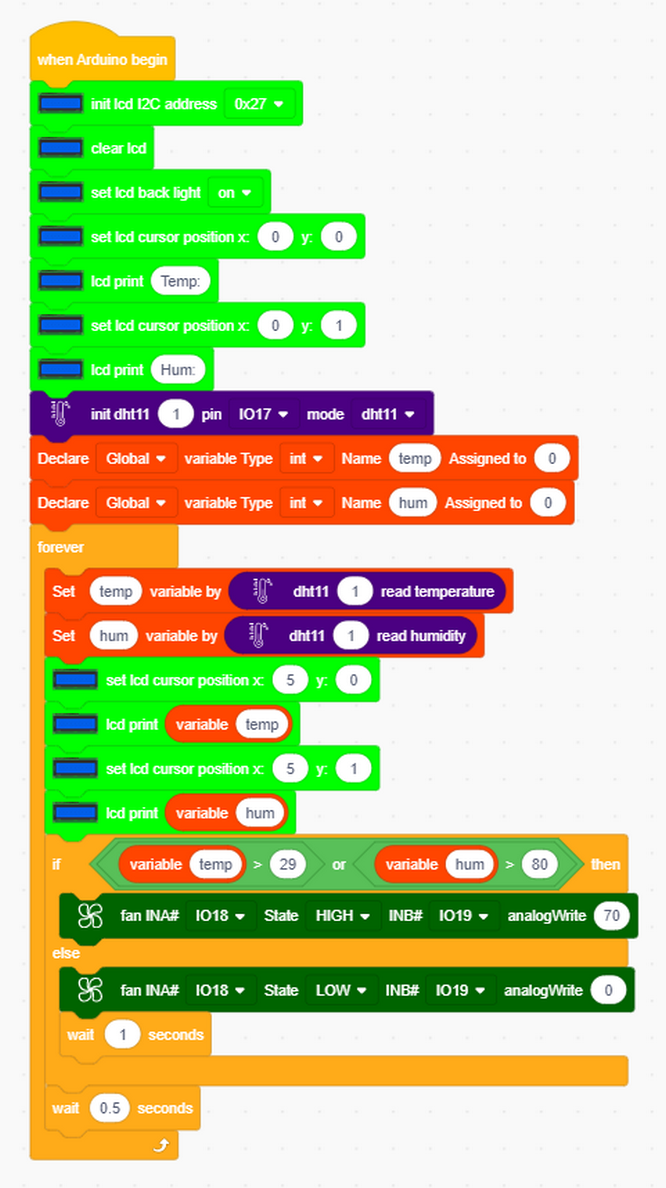 when Arduino begin
init lcd I2C address 0x27
clear lcd
set lcd back light on
set lcd cursor position x: 0 y: 0
lcd print Temp:
set lcd cursor position x: 0 y: 1
lcd print Hum:
init dht11 1 pin IO17 mode dht11
Declare Global variable Type int Name temp Assigned to 0
Declare Global variable Type int Name hum Assigned to 0
forever
Set temp variable by dht11 1 read temperature
Set hum variable by dht11 1 read humidity
set lcd cursor position x: 5 y: 0
lcd print variable temp
set lcd cursor position x: 5 y: 1
lcd print variable hum
if variable temp > 29 or variable hum > 80 then
fan INA# IO18 State HIGH INB# IO19 analogWrite 70
else
fan INA# IO18 State LOW INB# IO19 analogWrite 0
wait 1 seconds
wait 0.5 seconds